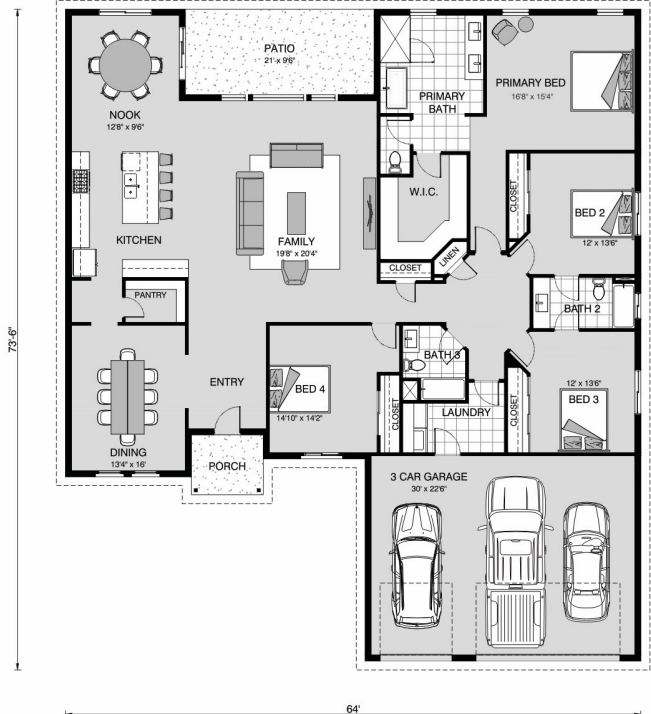 PATIO
21' x 9'6"
NOOK
12'8" x 9'6"
PRIMARY
BATH
PRIMARY BED
16'8" x 15'4"
W.I.C.
CLOSET
BED 2
12' x 13'6"
KITCHEN
FAMILY
19'8" x 20'4"
LINEN
CLOSET
PANTRY
BATH 2
73'-6"
ENTRY
BED 4
14'10" x 14'2"
BATH 3
CLOSET
LAUNDRY
CLOSET
12' x 13'6"
BED 3
DINING
13'4" x 16'
PORCH
3 CAR GARAGE
30' x 22'6"
64'